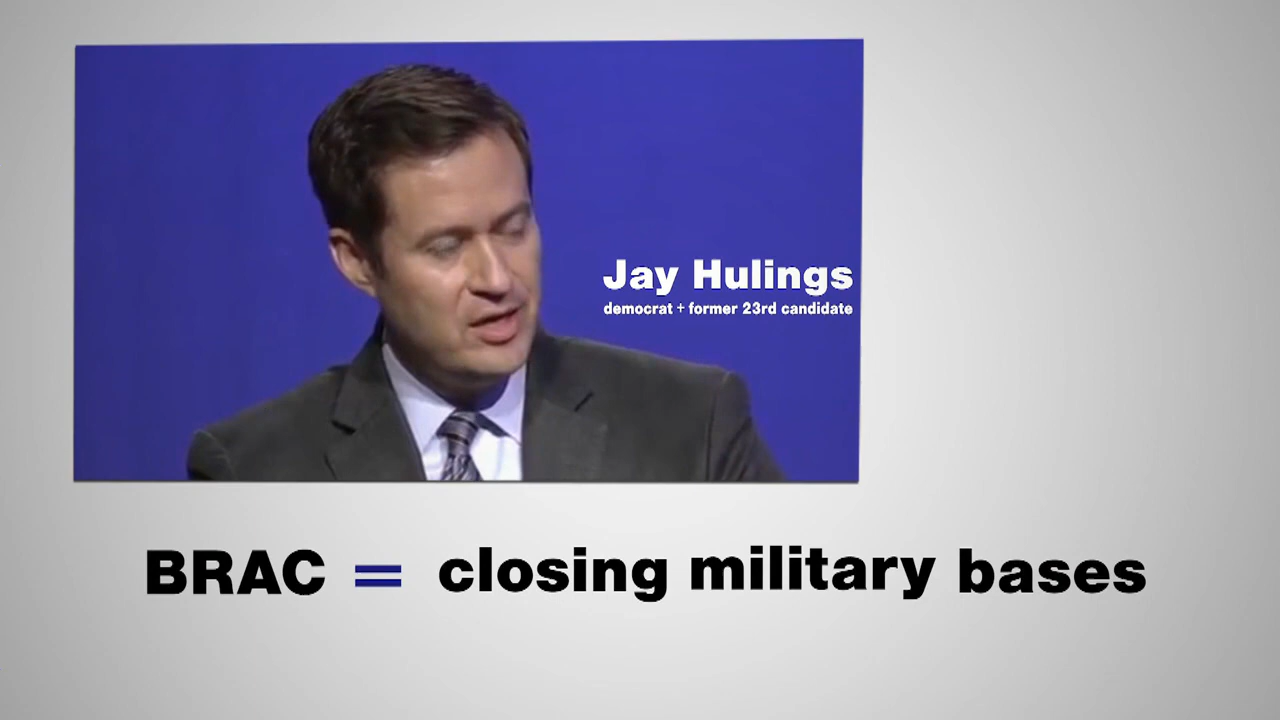 Jay Hulings
democrat + former 23rd candidate
BRAC = closing military bases